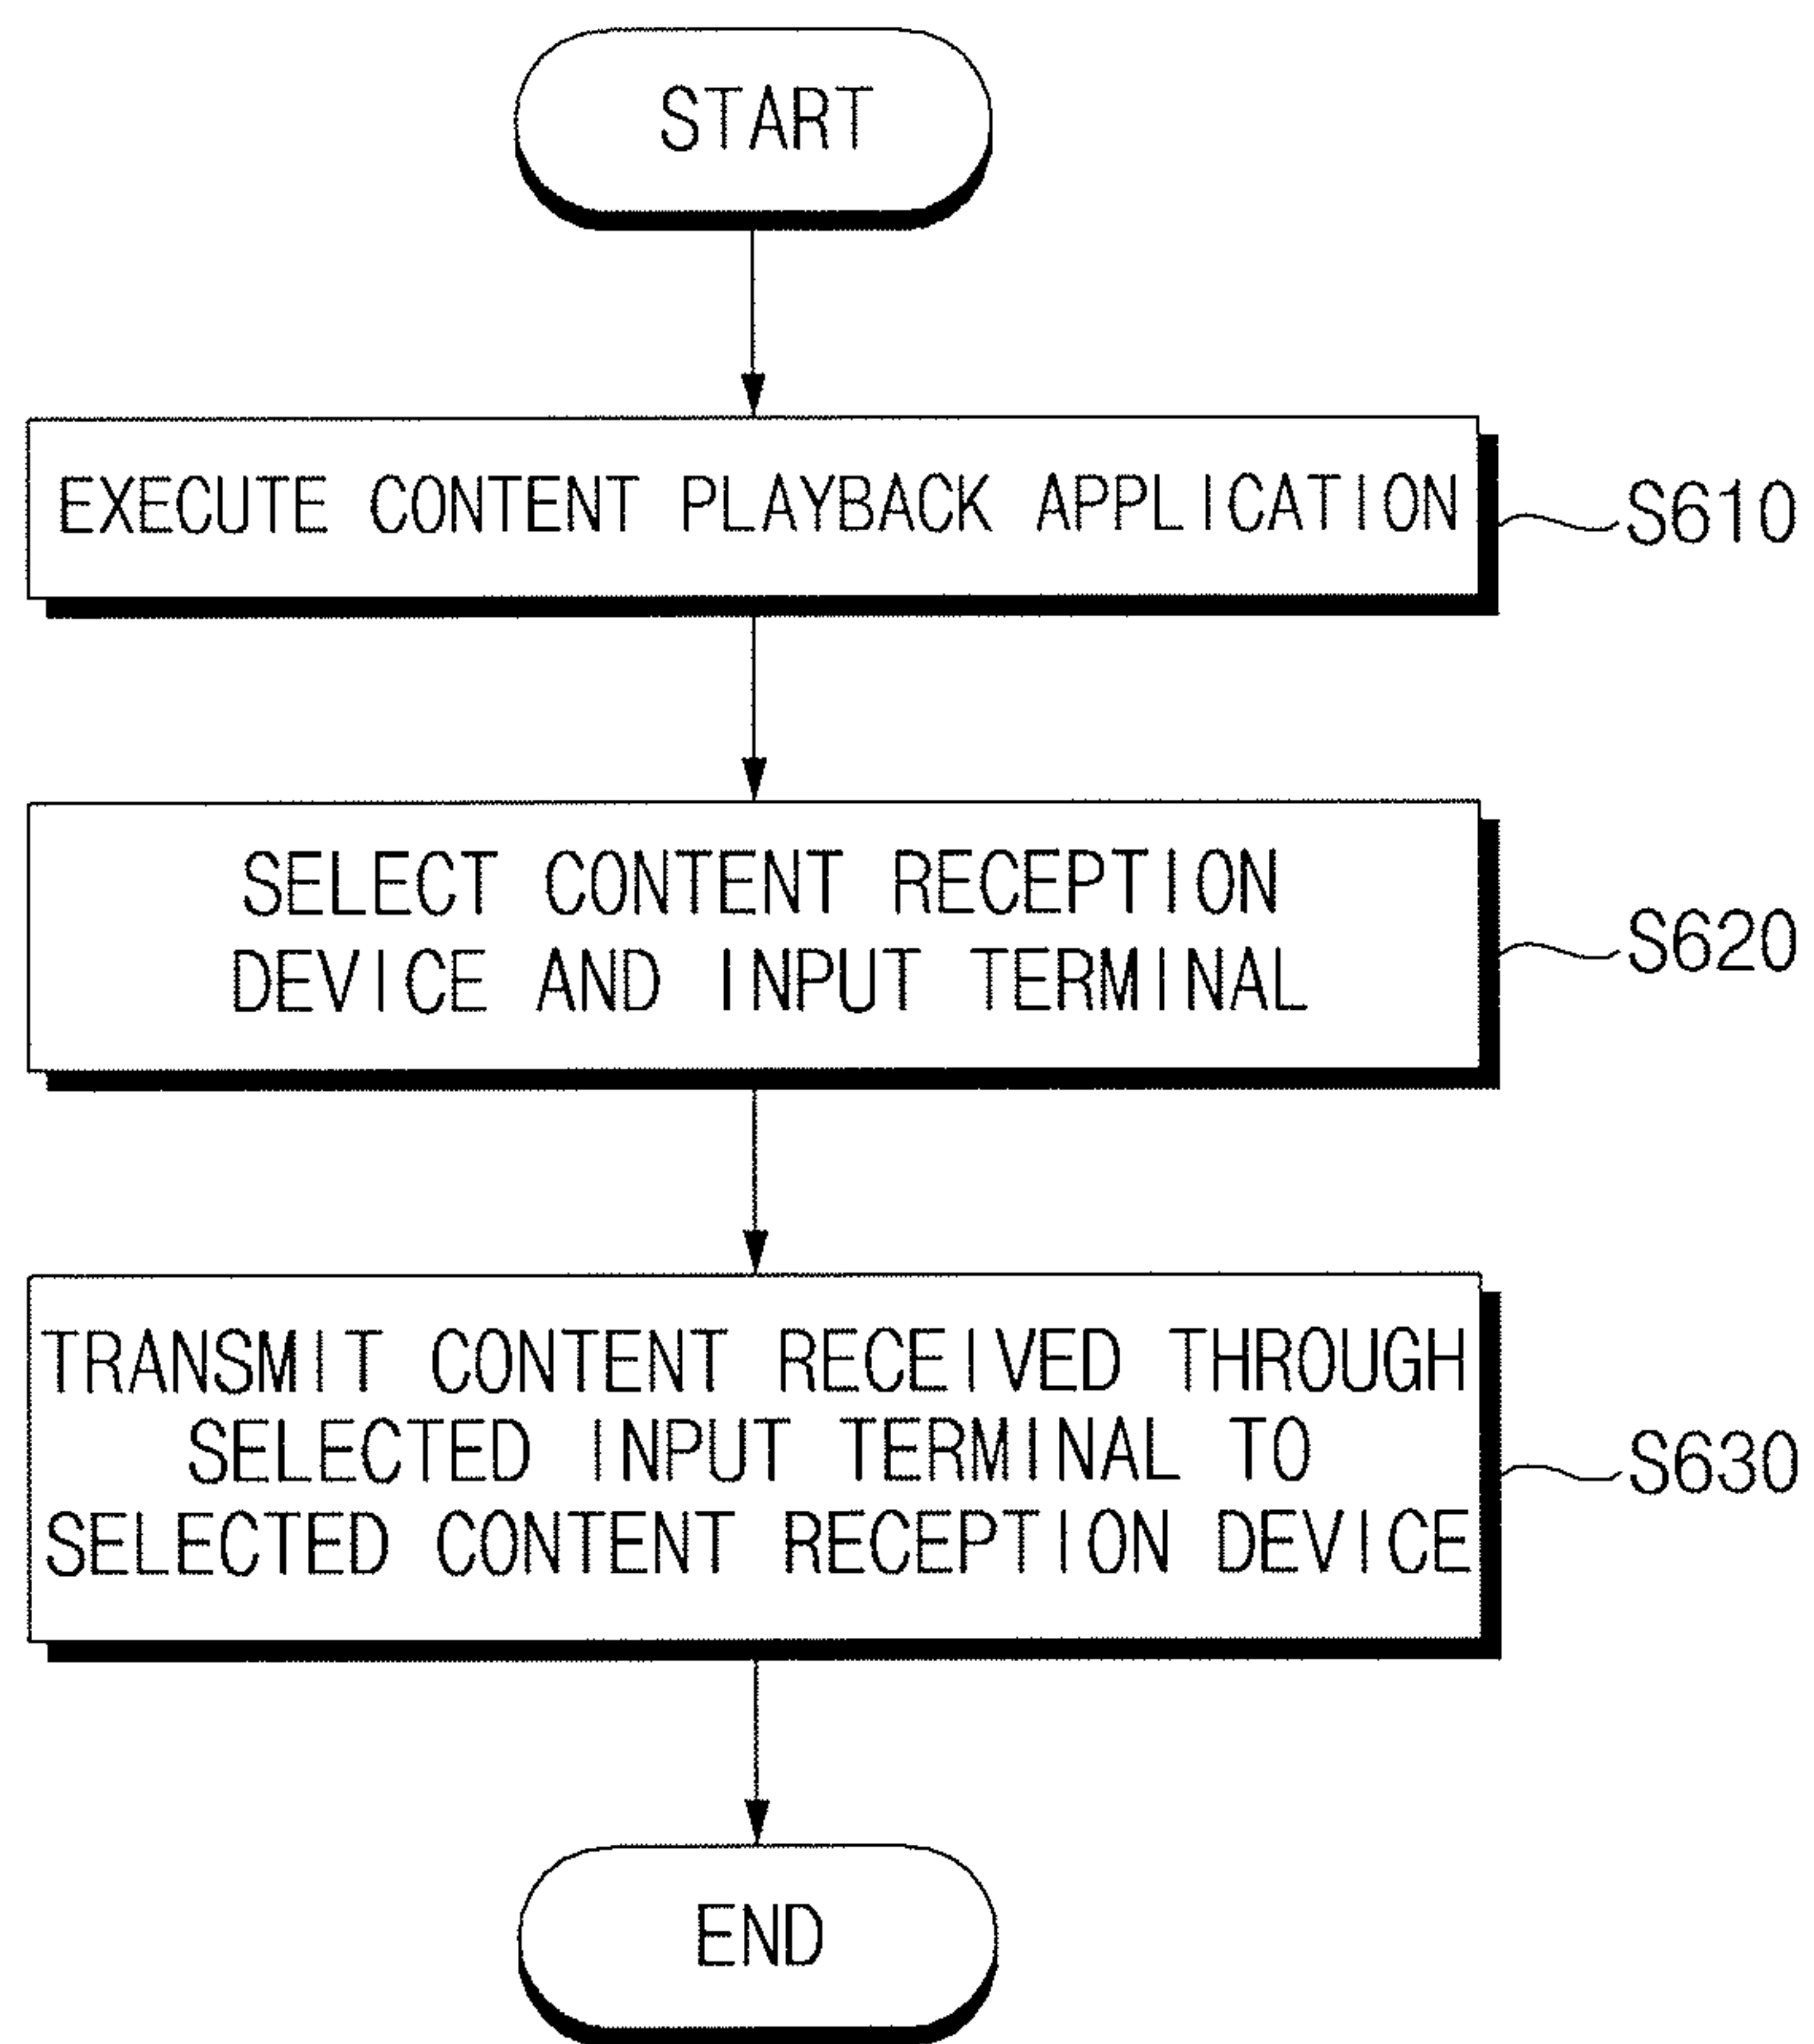 START
EXECUTE CONTENT PLAYBACK APPLICATION
S610
SELECT CONTENT RECEPTION
DEVICE AND INPUT TERMINAL
S620
TRANSMIT CONTENT RECEIVED THROUGH
SELECTED INPUT TERMINAL TO
SELECTED CONTENT RECEPTION DEVICE
S630
END